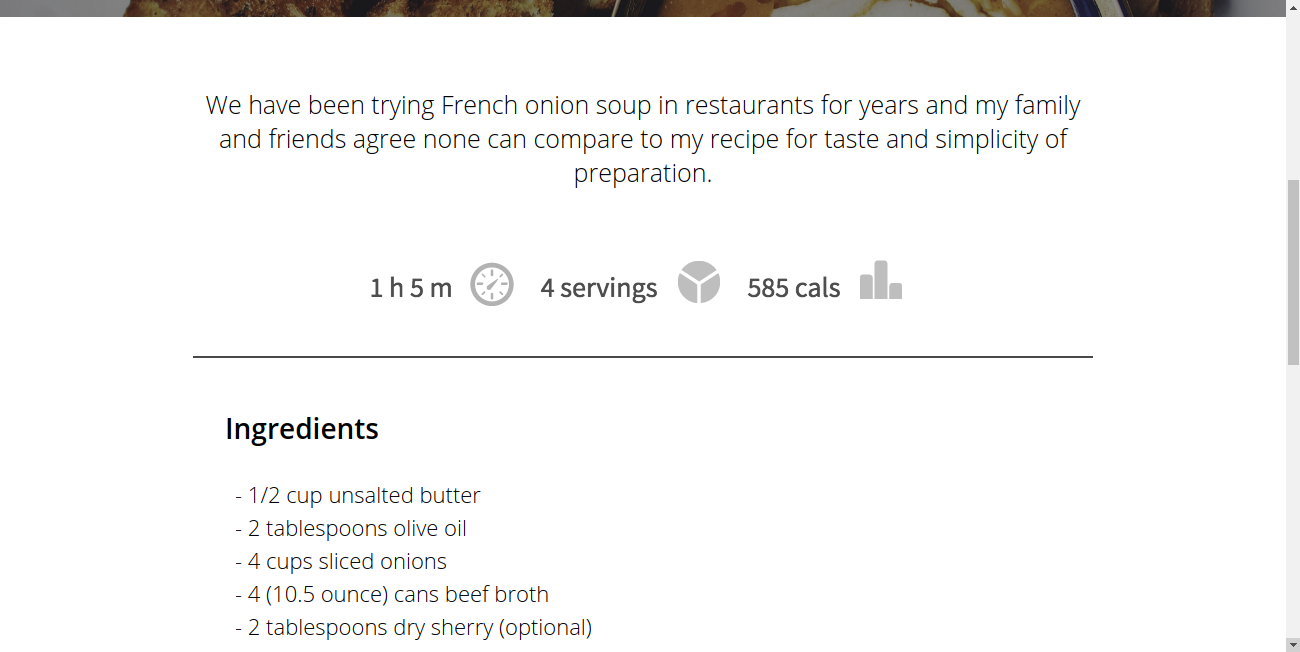 We have been trying French onion soup in restaurants for years and my family
and friends agree none can compare to my recipe for taste and simplicity of
preparation.
1 h 5 m 4 servings 585 cals
Ingredients
- 1/2 cup unsalted butter
- 2 tablespoons olive oil
- 4 cups sliced onions
- 4 (10.5 ounce) cans beef broth
- 2 tablespoons dry sherry (optional)